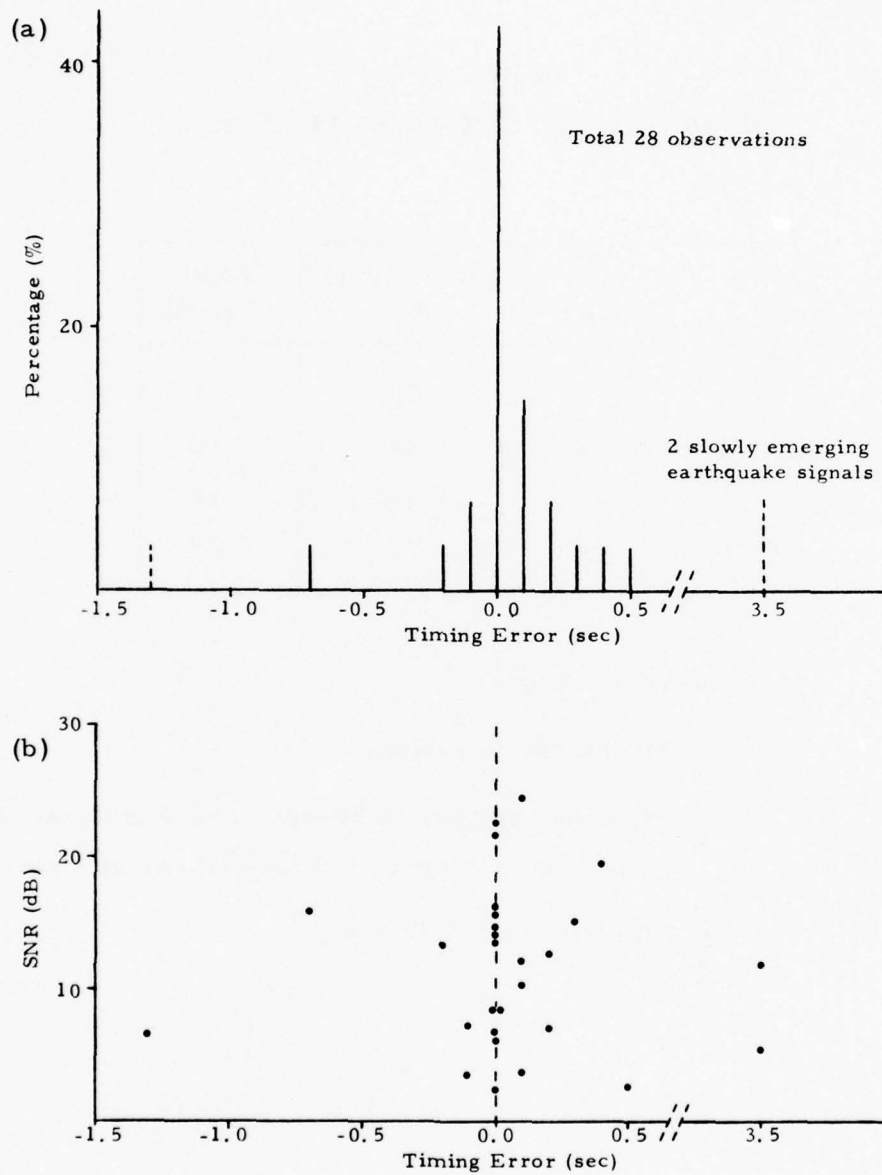 (a)
40
Total 28 observations
Percentage (%)
20
2 slowly emerging
earthquake signals
-1.5 -1.0 -0.5 0.0 0.5 3.5
Timing Error (sec)
(b)
30
20
SNR (dB)
10
-1.5 -1.0 -0.5 0.0 0.5 3.5
Timing Error (sec)